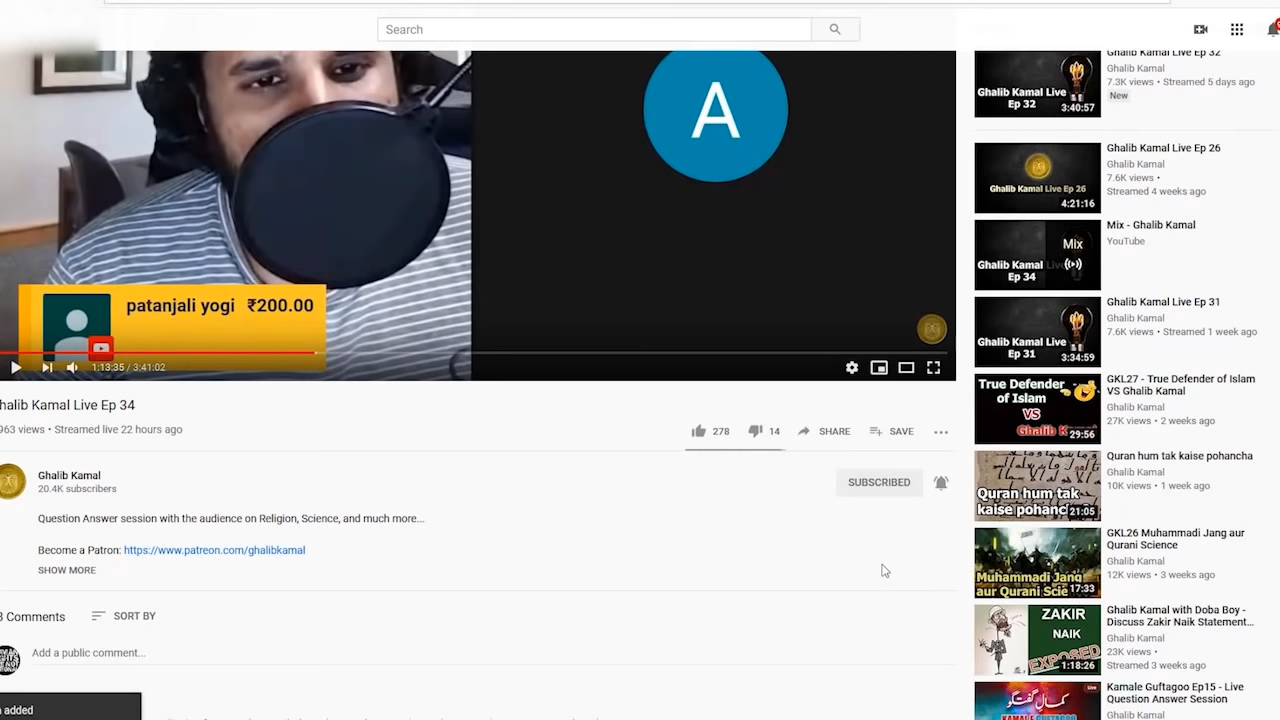 Search
A
patanjali yogi ₹200.00
1:13:35 / 3:41:02
halib Kamal Live Ep 34
963 views • Streamed live 22 hours ago
278
14
SHARE
SAVE
Ghalib Kamal
20.4K subscribers
SUBSCRIBED
Question Answer session with the audience on Religion, Science, and much more...
Become a Patron: https://www.patreon.com/ghalibkamal
SHOW MORE
Comments
SORT BY
Add a public comment...
added
Ghalib Kamal Live
Ep 32
3:40:57
Ghalib Kamal Live Ep 32
Ghalib Kamal
7.3K views • Streamed 5 days ago
New
Ghalib Kamal Live Ep 26
4:21:16
Ghalib Kamal Live Ep 26
Ghalib Kamal
7.6K views •
Streamed 4 weeks ago
Ghalib Kamal Live
Ep 34
Mix
Mix - Ghalib Kamal
YouTube
Ghalib Kamal Live
Ep 31
3:34:59
Ghalib Kamal Live Ep 31
Ghalib Kamal
7.6K views • Streamed 1 week ago
True Defender
of Islam
VS
Ghalib K
29:56
GKL27 - True Defender of Islam
VS Ghalib Kamal
Ghalib Kamal
27K views • 2 weeks ago
Quran hum tak
kaise pohanc
21:05
Quran hum tak kaise pohancha
Ghalib Kamal
10K views • 1 week ago
Muhammadi Jang
aur Qurani Scie
17:33
GKL26 Muhammadi Jang aur
Qurani Science
Ghalib Kamal
12K views • 3 weeks ago
ZAKIR
NAIK
EXPOSED
1:18:26
Ghalib Kamal with Doba Boy -
Discuss Zakir Naik Statement...
Ghalib Kamal
23K views •
Streamed 3 weeks ago
Live
کمالِ گفتگو
KAMALE GUFTAGOO
Kamale Guftagoo Ep15 - Live
Question Answer Session
Ghalib Kamal